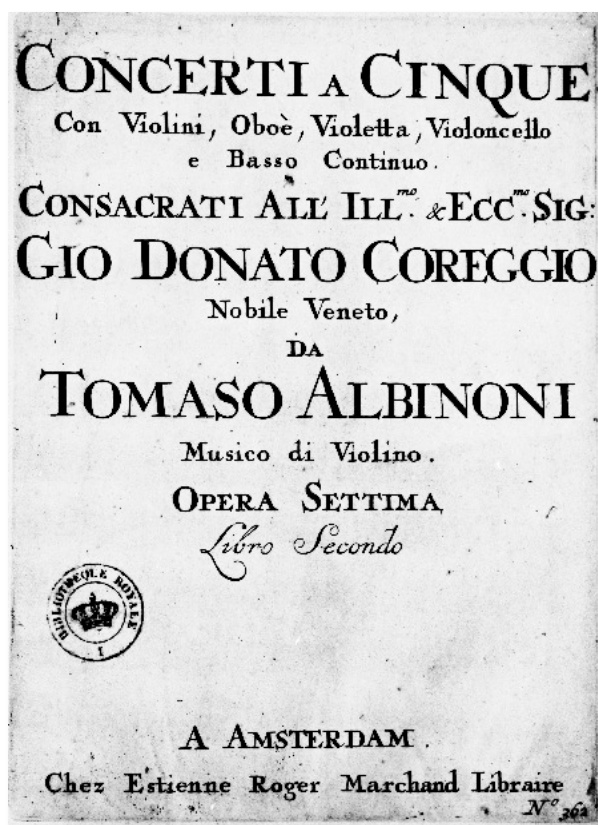 CONCERTI A CINQUE
Con Violini, Oboè, Violetta, Violoncello
e Basso Continuo.
CONSACRATI ALL' ILL.mo & ECC.mo SIG:
GIO DONATO COREGGIO
Nobile Veneto,
DA
TOMASO ALBINONI
Musico di Violino.
OPERA SETTIMA
Libro Secondo
BIBLIOTHEQUE ROYALE
I
A AMSTERDAM.
Chez Estienne Roger Marchand Libraire
No. 362